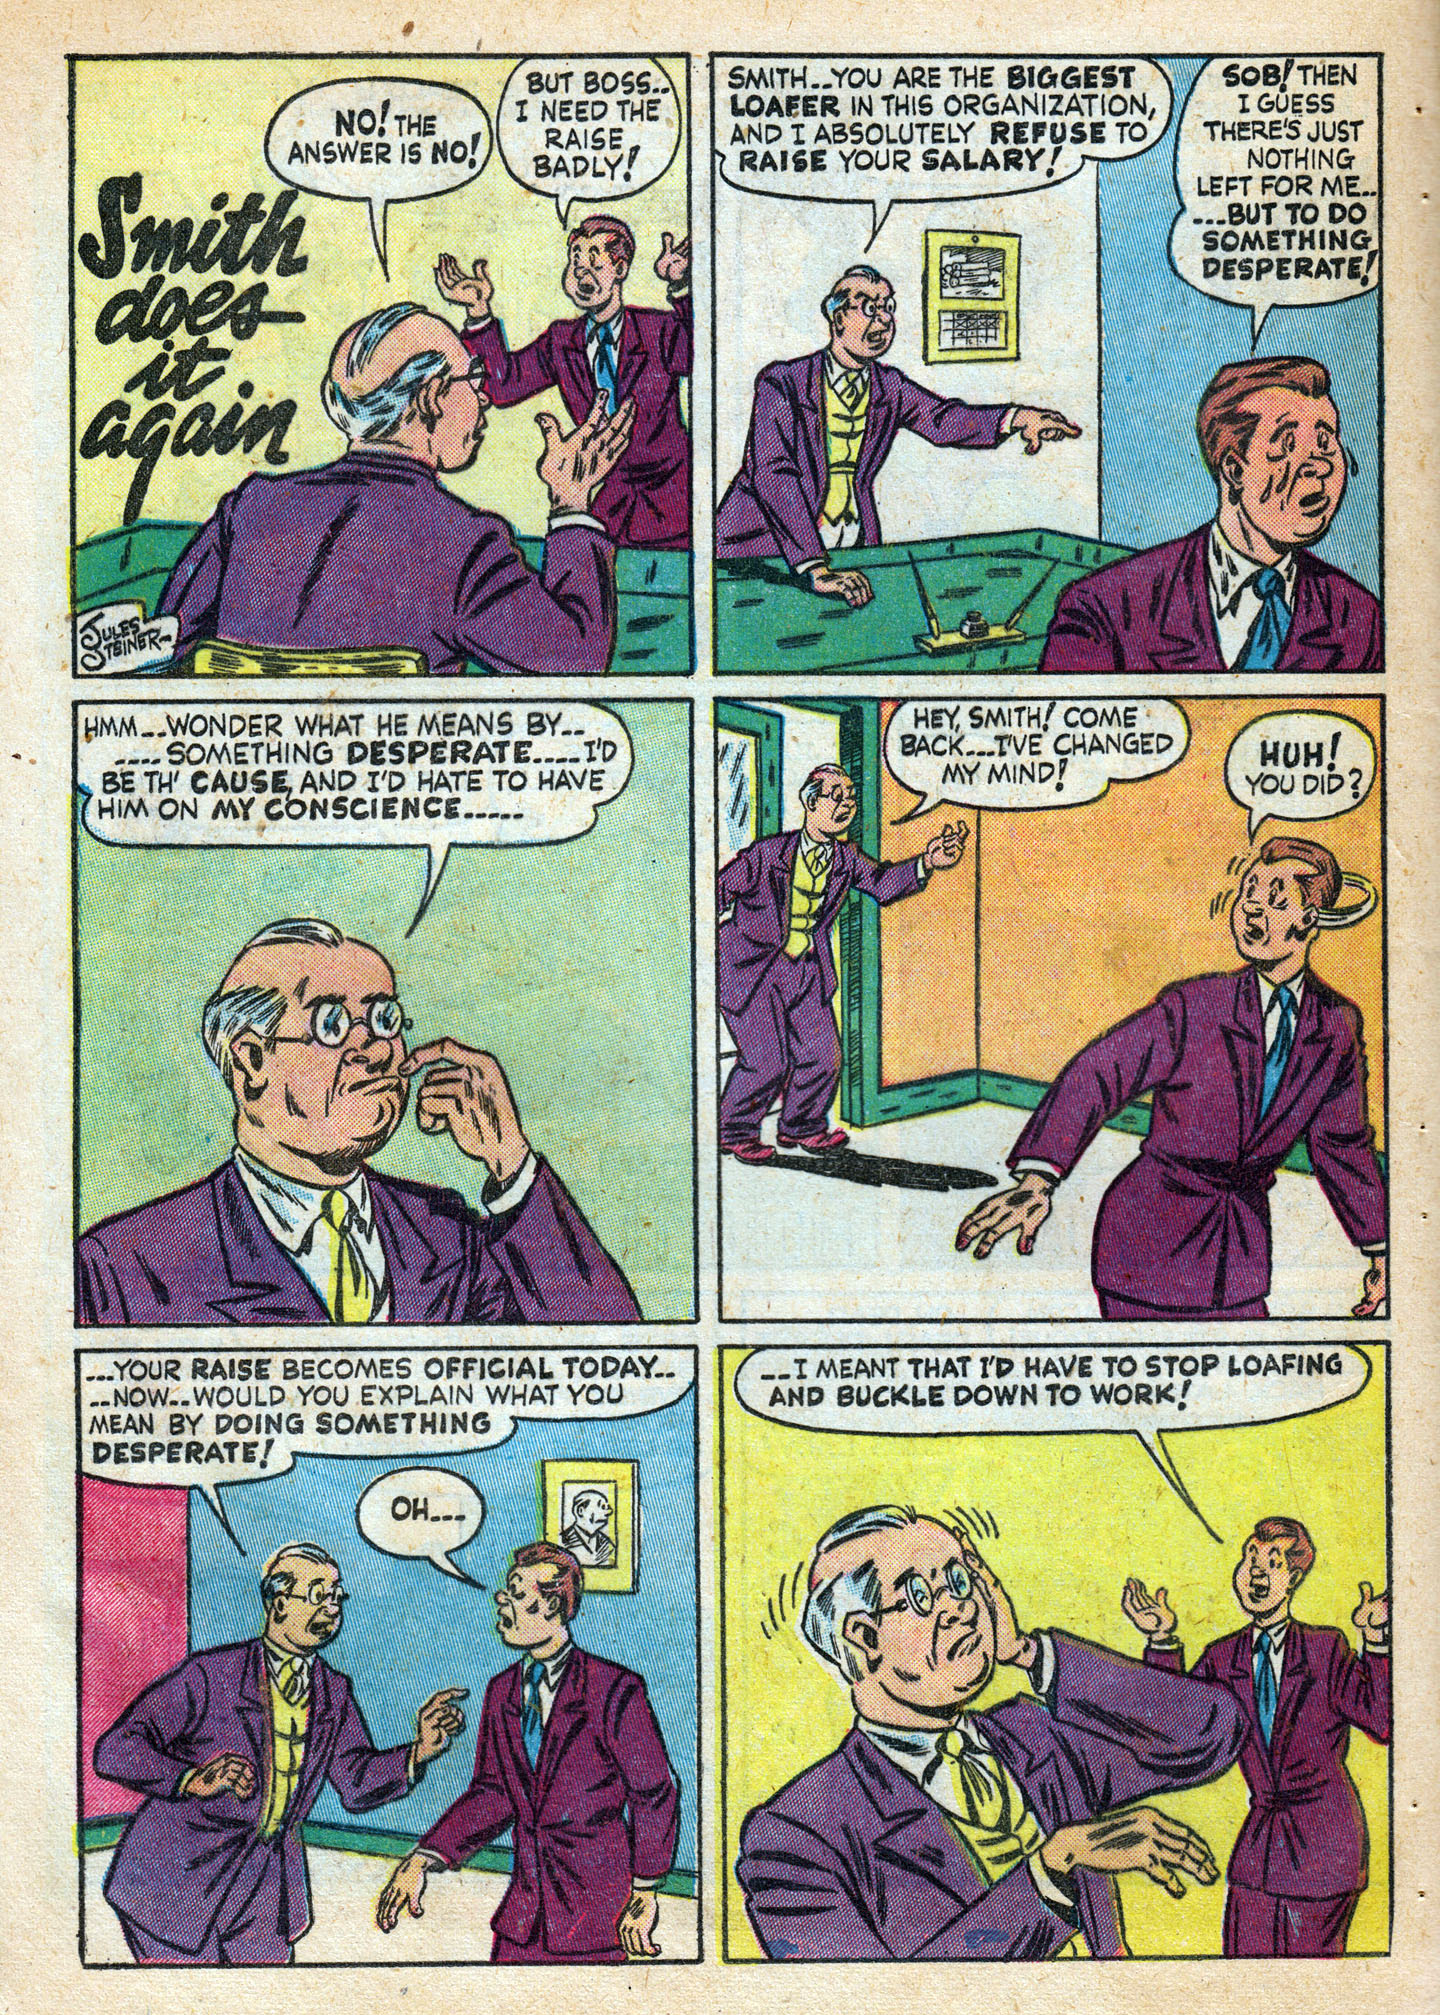 Smith
does
it
again
NO! THE
ANSWER IS NO!
BUT BOSS..
I NEED THE
RAISE
BADLY!
JULES
STEINER
SMITH...YOU ARE THE BIGGEST
LOAFER IN THIS ORGANIZATION,
AND I ABSOLUTELY REFUSE TO
RAISE YOUR SALARY!
SOB! THEN
I GUESS
THERE'S JUST
NOTHING
LEFT FOR ME..
...BUT TO DO
SOMETHING
DESPERATE!
HMM...WONDER WHAT HE MEANS BY...
....SOMETHING DESPERATE....I'D
BE TH' CAUSE, AND I'D HATE TO HAVE
HIM ON MY CONSCIENCE.....
HEY, SMITH! COME
BACK...I'VE CHANGED
MY MIND!
HUH!
YOU DID?
...YOUR RAISE BECOMES OFFICIAL TODAY..
..NOW..WOULD YOU EXPLAIN WHAT YOU
MEAN BY DOING SOMETHING
DESPERATE!
OH...
...I MEANT THAT I'D HAVE TO STOP LOAFING
AND BUCKLE DOWN TO WORK!